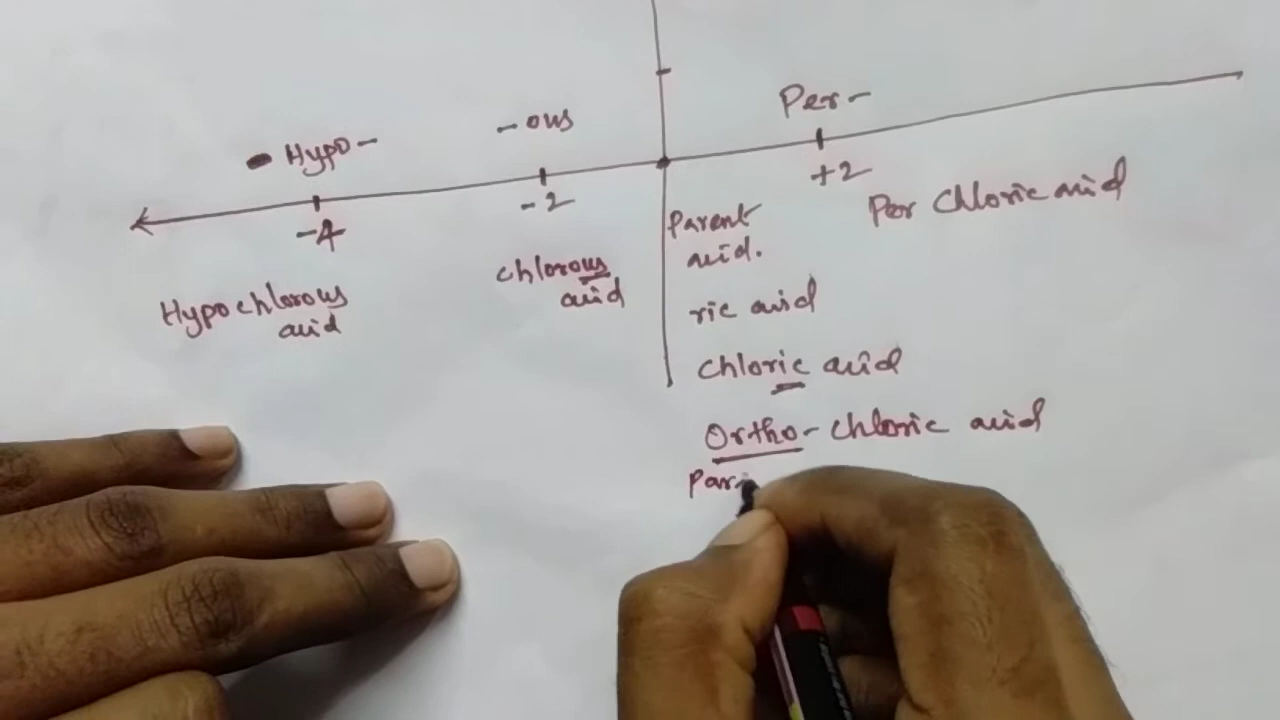 Per-
-ous
Hypo-
+2
-2
-4
Per Chloric acid
Parent
acid.
chlorous
acid
Hypochlorous
acid
ric acid
chloric acid
Ortho-chloric acid
Par